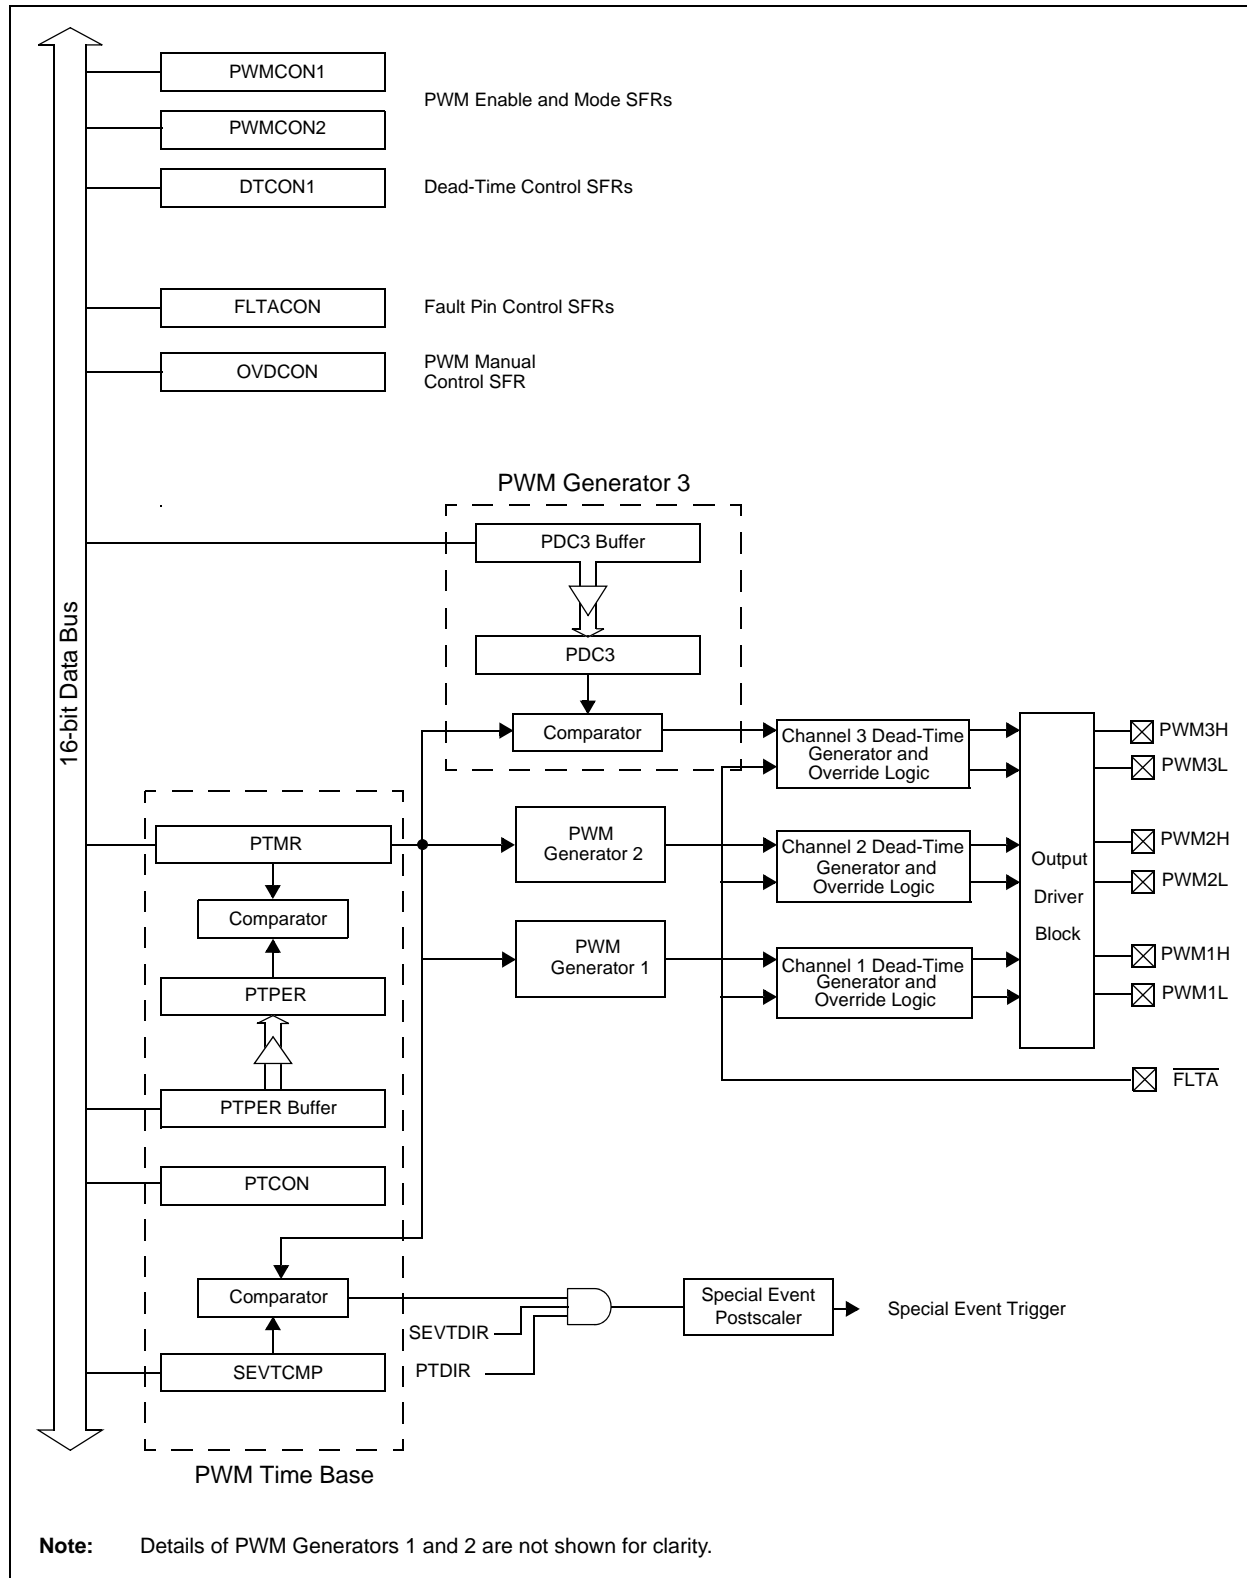 PWMCON1
PWM Enable and Mode SFRs
PWMCON2
DTCON1
Dead-Time Control SFRs
FLTACON
Fault Pin Control SFRs
OVDCON
PWM Manual
Control SFR
16-bit Data Bus
PWM Generator 3
PDC3 Buffer
PDC3
Comparator
Channel 3 Dead-Time
Generator and
Override Logic
PWM3H
PWM3L
PTMR
PWM
Generator 2
Channel 2 Dead-Time
Generator and
Override Logic
PWM2H
PWM2L
Output
Driver
Block
Comparator
PWM
Generator 1
Channel 1 Dead-Time
Generator and
Override Logic
PWM1H
PWM1L
PTPER
FLTA
PTPER Buffer
PTCON
Comparator
SEVTDIR
PTDIR
Special Event
Postscaler
Special Event Trigger
SEVTCMP
PWM Time Base
Note: Details of PWM Generators 1 and 2 are not shown for clarity.